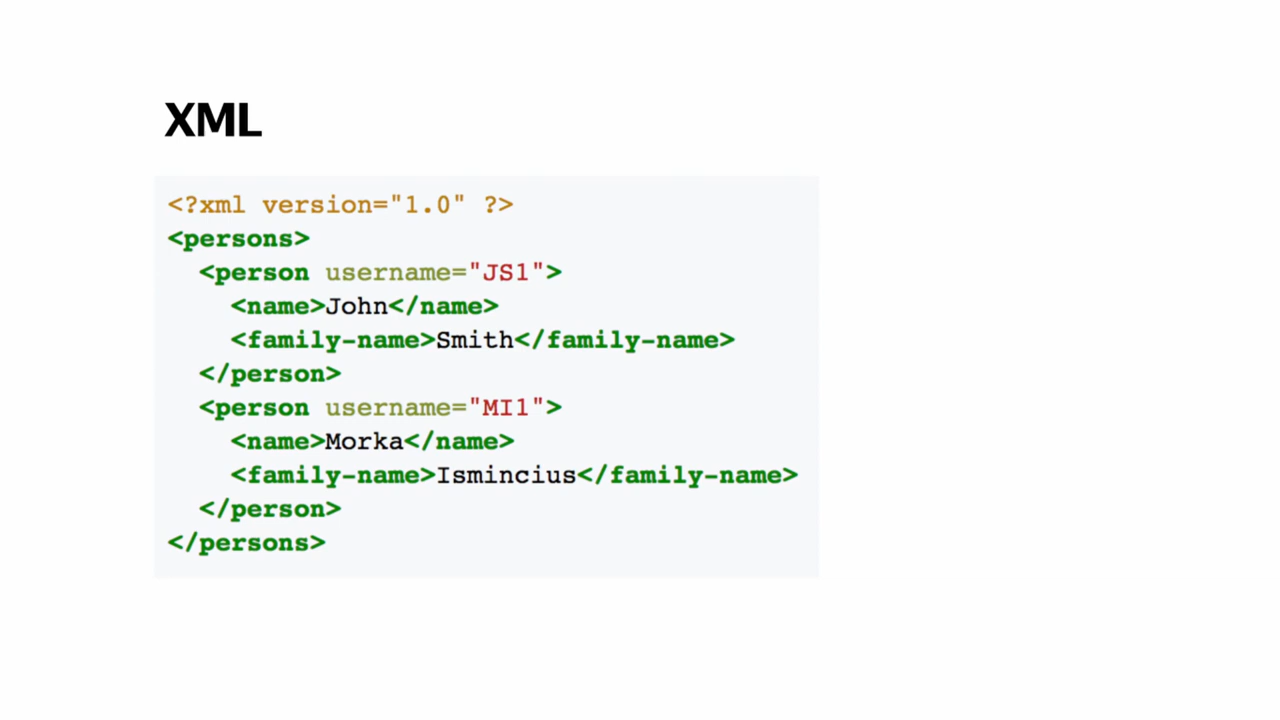 XML
<?xml version="1.0" ?>
<persons>
  <person username="JS1">
    <name>John</name>
    <family-name>Smith</family-name>
  </person>
  <person username="MI1">
    <name>Morka</name>
    <family-name>Ismincius</family-name>
  </person>
</persons>